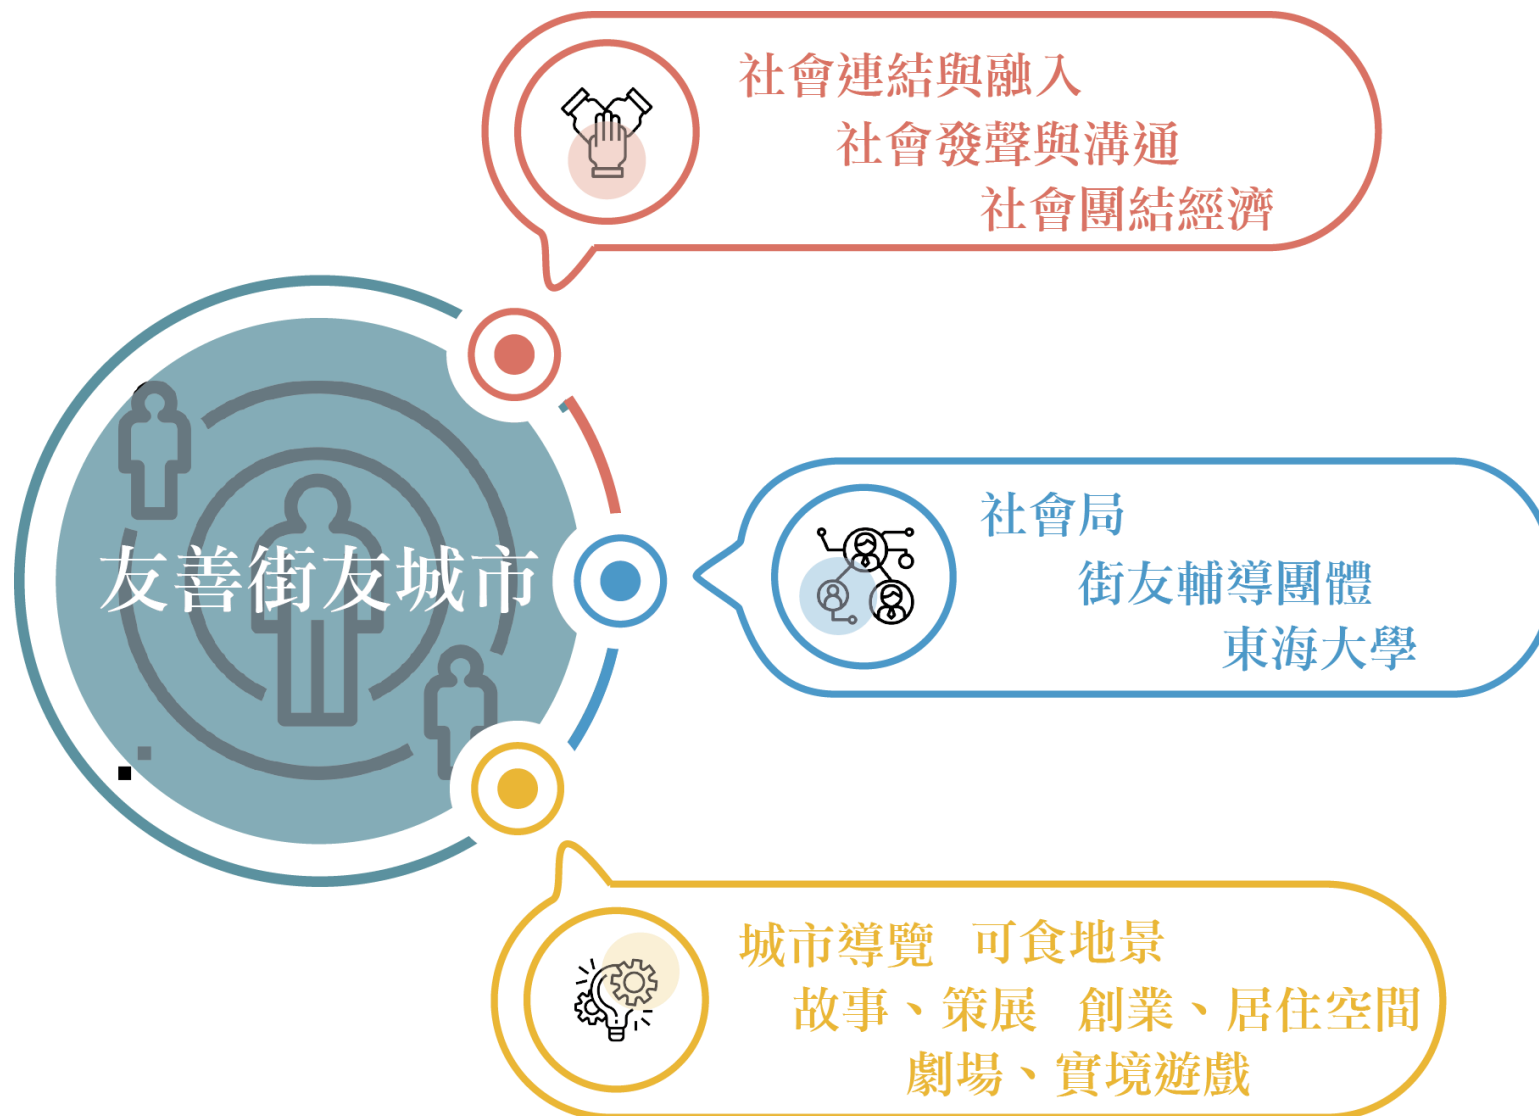 社會連結與融入
社會發聲與溝通
社會團結經濟
友善街友城市
社會局
街友輔導團體
東海大學
城市導覽 可食地景
故事、策展 創業、居住空間
劇場、實境遊戲